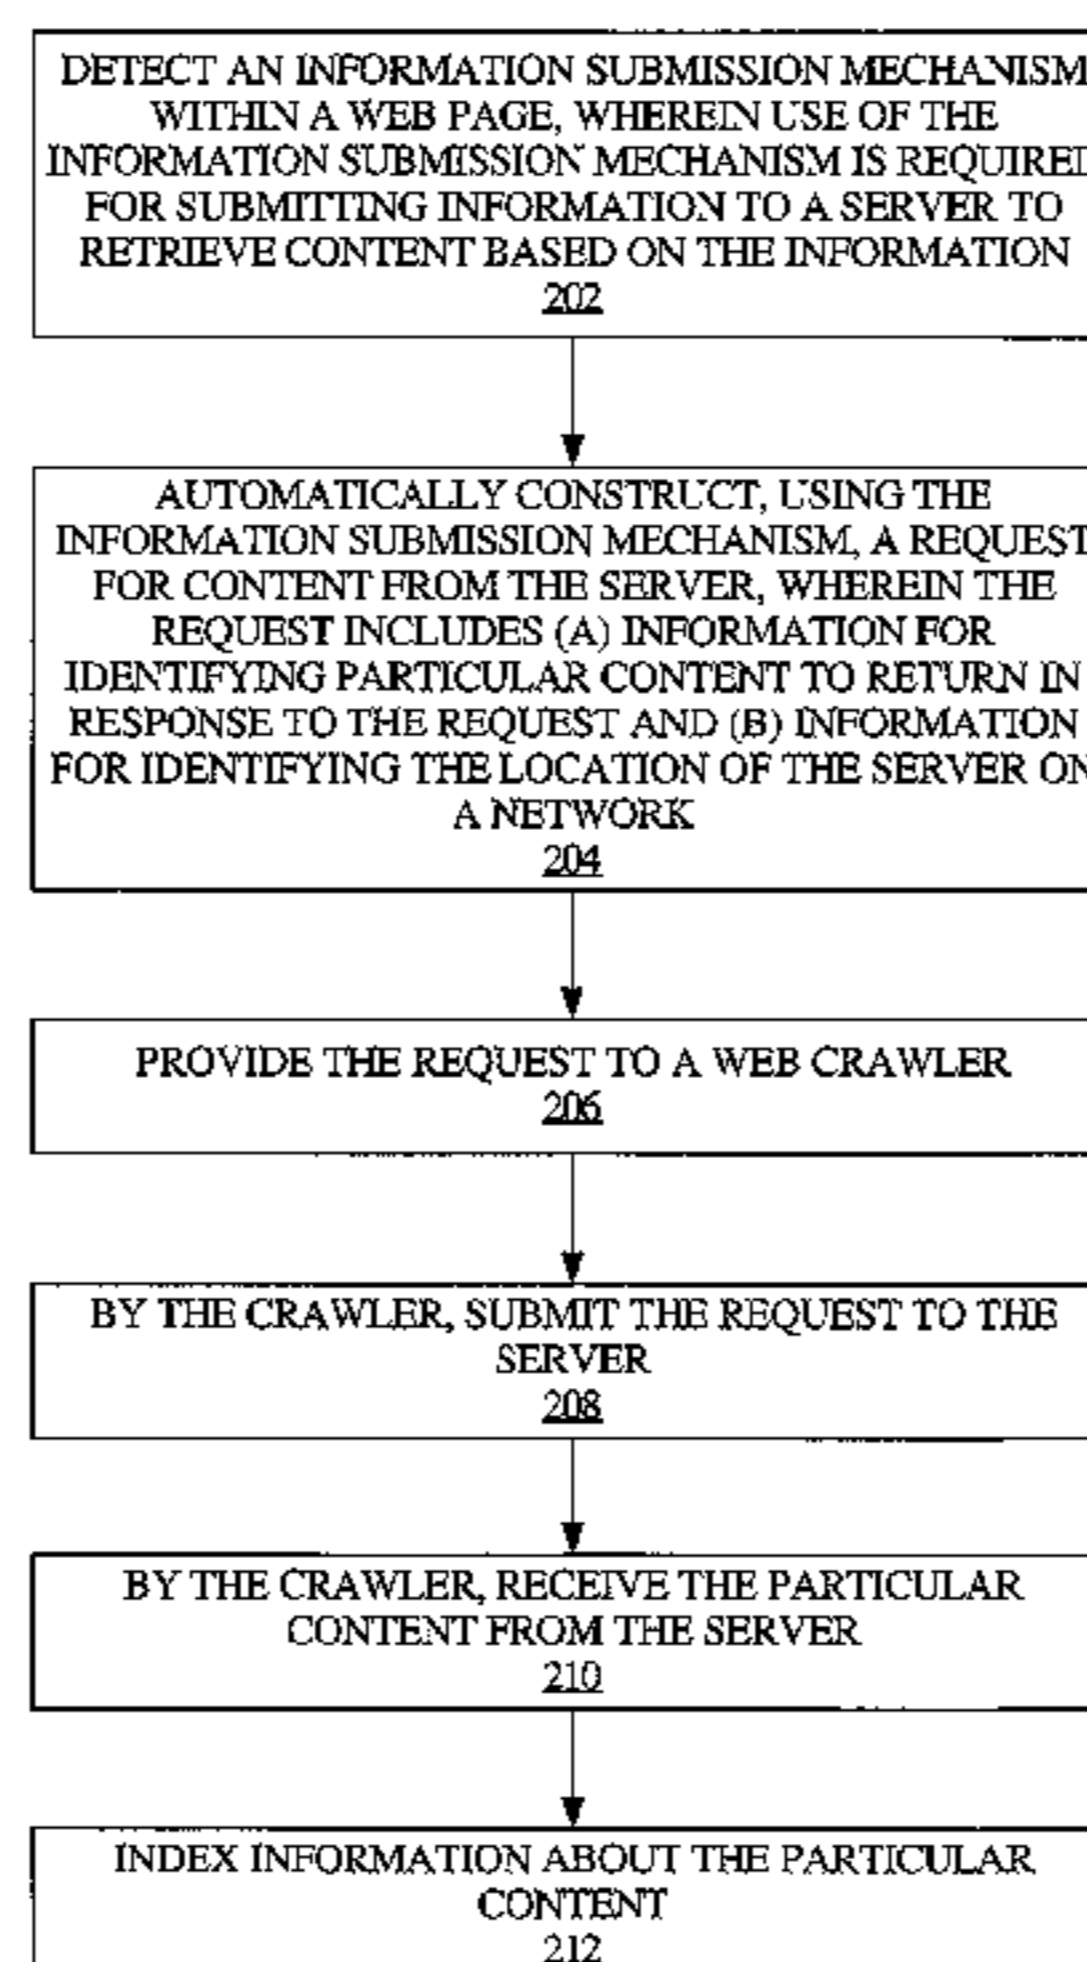 DETECT AN INFORMATION SUBMISSION MECHANISM
WITHIN A WEB PAGE, WHEREIN USE OF THE
INFORMATION SUBMISSION MECHANISM IS REQUIRED
FOR SUBMITTING INFORMATION TO A SERVER TO
RETRIEVE CONTENT BASED ON THE INFORMATION
202
AUTOMATICALLY CONSTRUCT, USING THE
INFORMATION SUBMISSION MECHANISM, A REQUEST
FOR CONTENT FROM THE SERVER, WHEREIN THE
REQUEST INCLUDES (A) INFORMATION FOR
IDENTIFYING PARTICULAR CONTENT TO RETURN IN
RESPONSE TO THE REQUEST AND (B) INFORMATION
FOR IDENTIFYING THE LOCATION OF THE SERVER ON
A NETWORK
204
PROVIDE THE REQUEST TO A WEB CRAWLER
206
BY THE CRAWLER, SUBMIT THE REQUEST TO THE
SERVER
208
BY THE CRAWLER, RECEIVE THE PARTICULAR
CONTENT FROM THE SERVER
210
INDEX INFORMATION ABOUT THE PARTICULAR
CONTENT
212